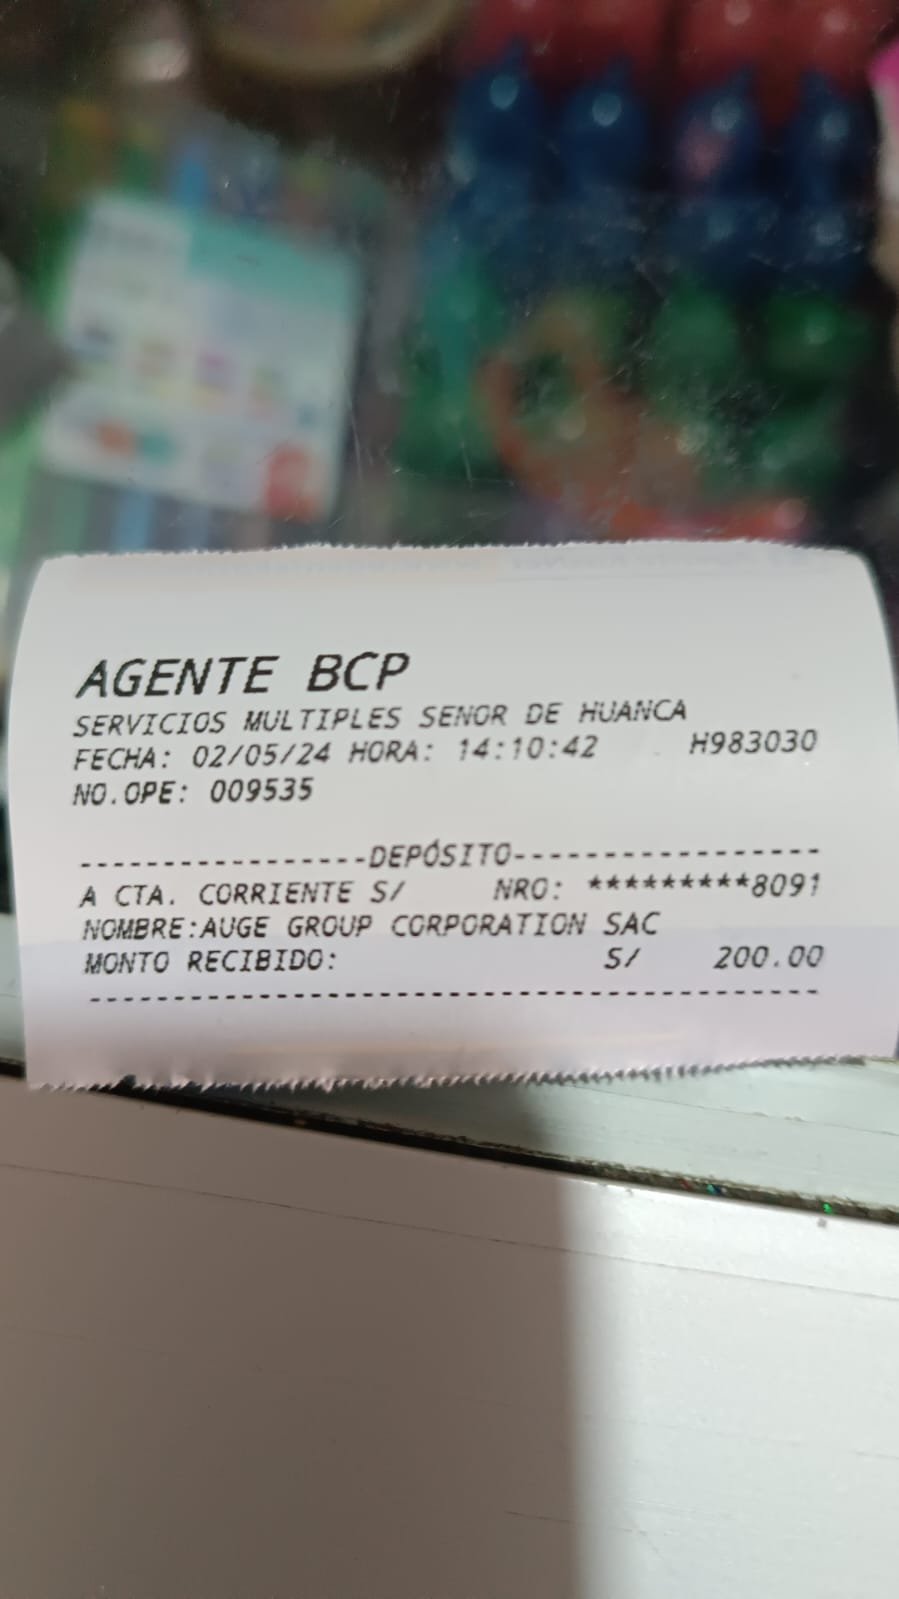 AGENTE BCP
SERVICIOS MULTIPLES SENOR DE HUANCA
FECHA: 02/05/24 HORA: 14:10:42 H983030
NO.OPE: 009535
-----------------DEPÓSITO------------------
A CTA. CORRIENTE S/ NRO: *********8091
NOMBRE:AUGE GROUP CORPORATION SAC
MONTO RECIBIDO: S/ 200.00
-------------------------------------------